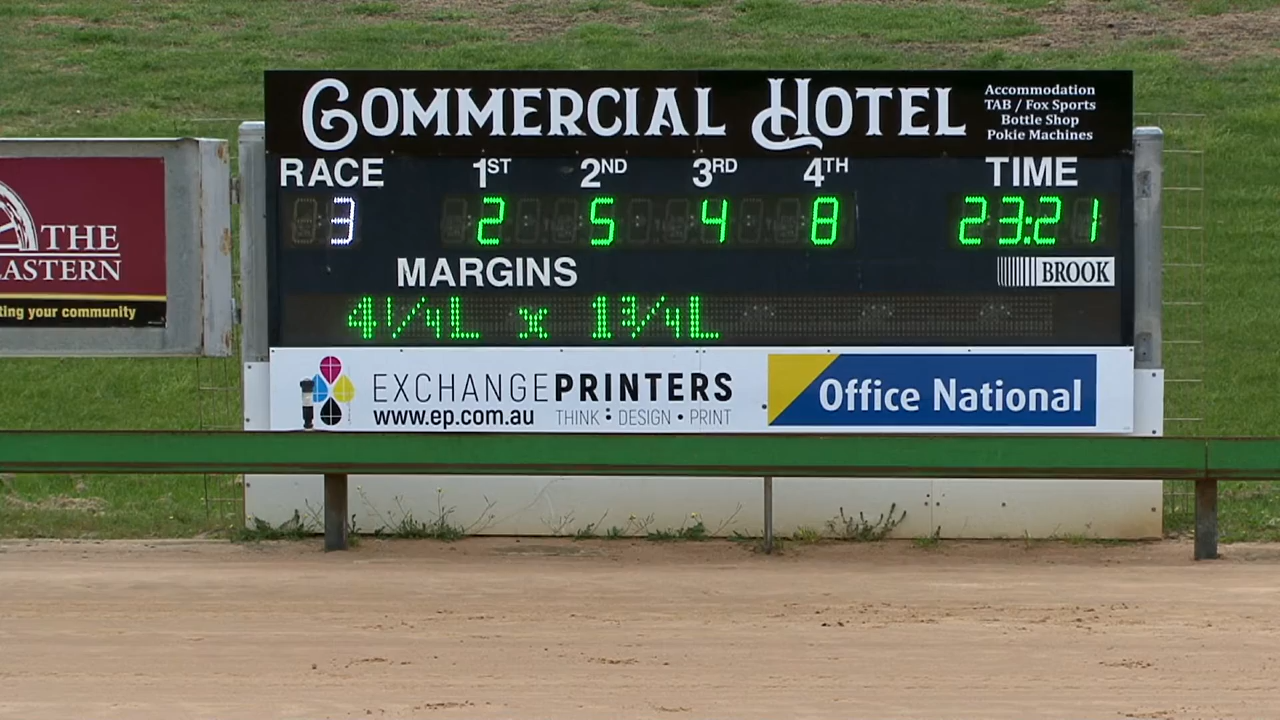 COMMERCIAL HOTEL
Accommodation
TAB / Fox Sports
Bottle Shop
Pokie Machines
RACE 1ST 2ND 3RD 4TH TIME
3 2 5 4 8 23:21
MARGINS
BROOK
4¼L x 1¾L
THE
EASTERN
ting your community
EXCHANGEPRINTERS
www.ep.com.au THINK : DESIGN • PRINT
Office National